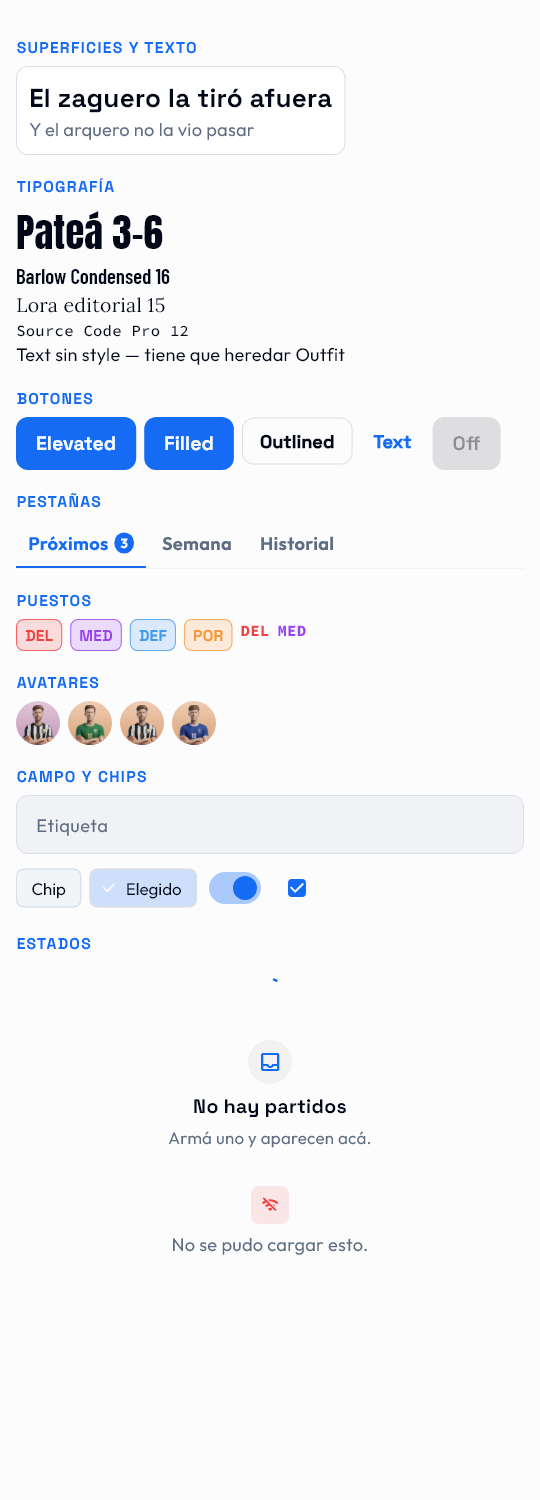 SUPERFICIES Y TEXTO
El zaguero la tiró afuera
Y el arquero no la vio pasar
TIPOGRAFÍA
Pateá 3-6
Barlow Condensed 16
Lora editorial 15
Source Code Pro 12
Text sin style — tiene que heredar Outfit
BOTONES
Elevated Filled Outlined Text Off
PESTAÑAS
Próximos 3 Semana Historial
PUESTOS
DEL MED DEF POR DEL MED
AVATARES
CAMPO Y CHIPS
Etiqueta
Chip Elegido
ESTADOS
No hay partidos
Armá uno y aparecen acá.
No se pudo cargar esto.